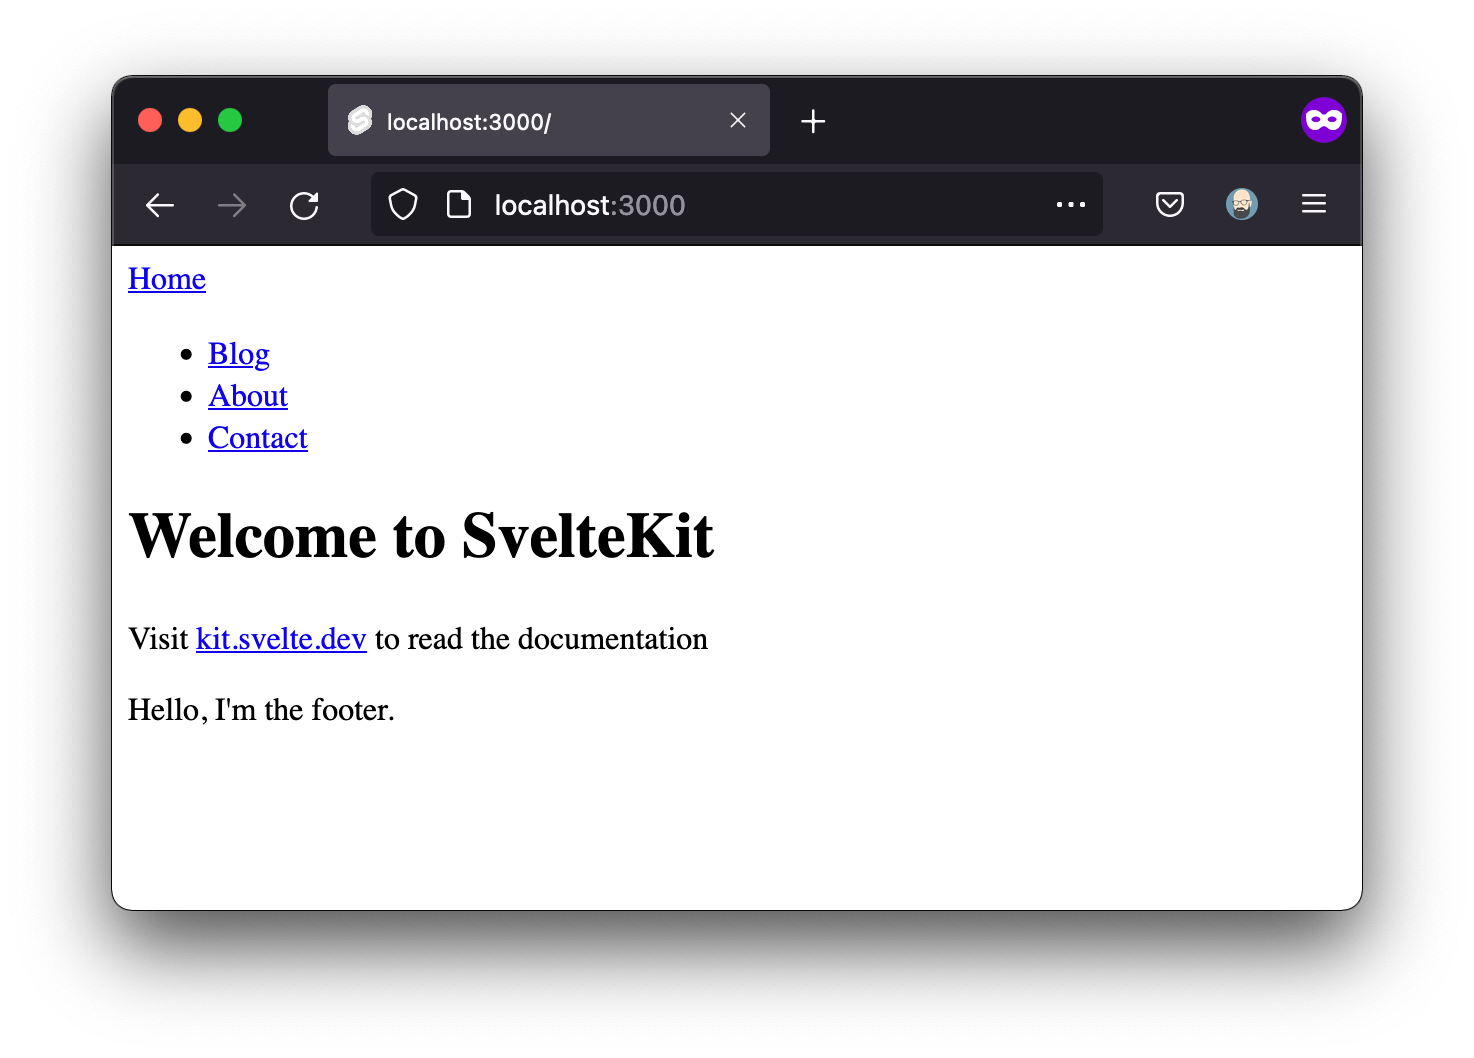 localhost:3000/
localhost:3000
Home
Blog
About
Contact
Welcome to SvelteKit
Visit kit.svelte.dev to read the documentation
Hello, I'm the footer.